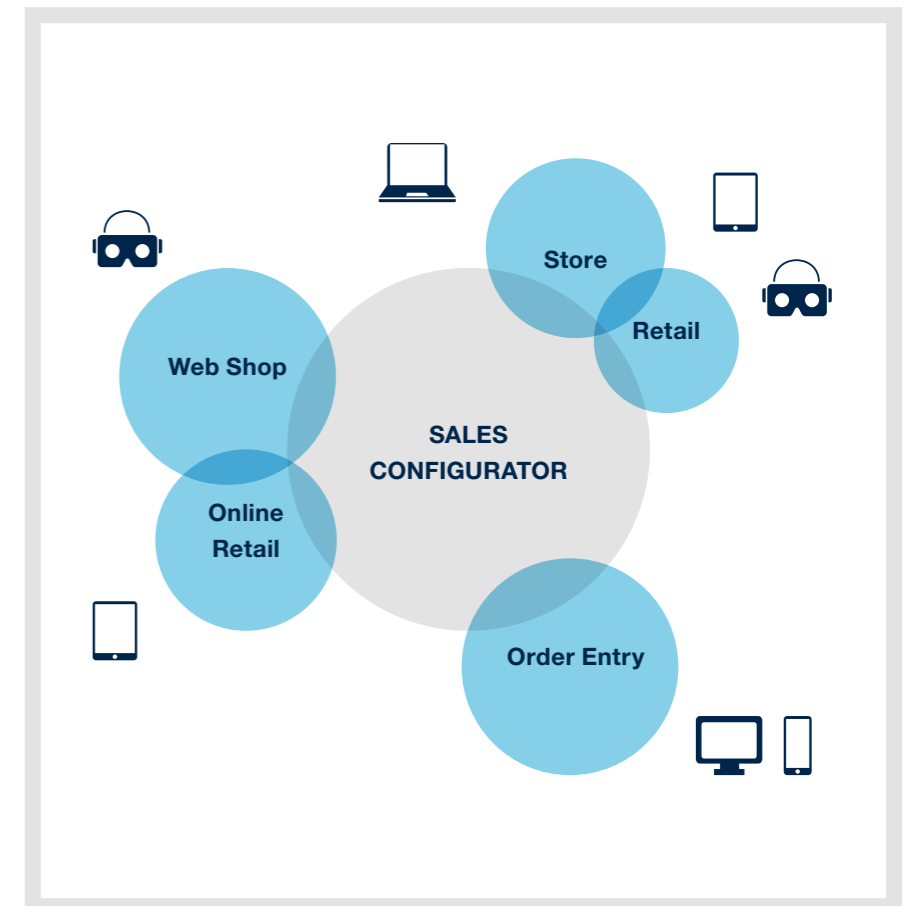 Store
Retail
Web Shop
SALES
CONFIGURATOR
Online
Retail
Order Entry